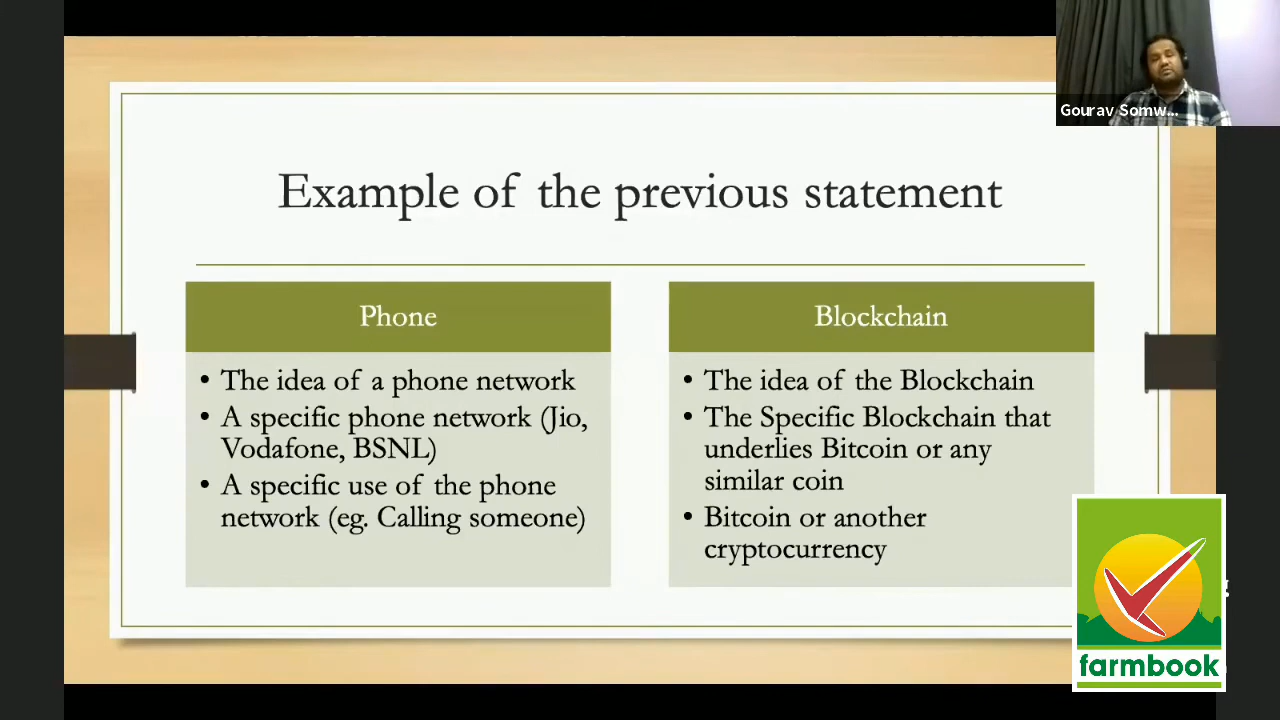 Gourav Somw...
Example of the previous statement
Phone
• The idea of a phone network
• A specific phone network (Jio,
Vodafone, BSNL)
• A specific use of the phone
network (eg. Calling someone)
Blockchain
• The idea of the Blockchain
• The Specific Blockchain that
underlies Bitcoin or any
similar coin
• Bitcoin or another
cryptocurrency
farmbook